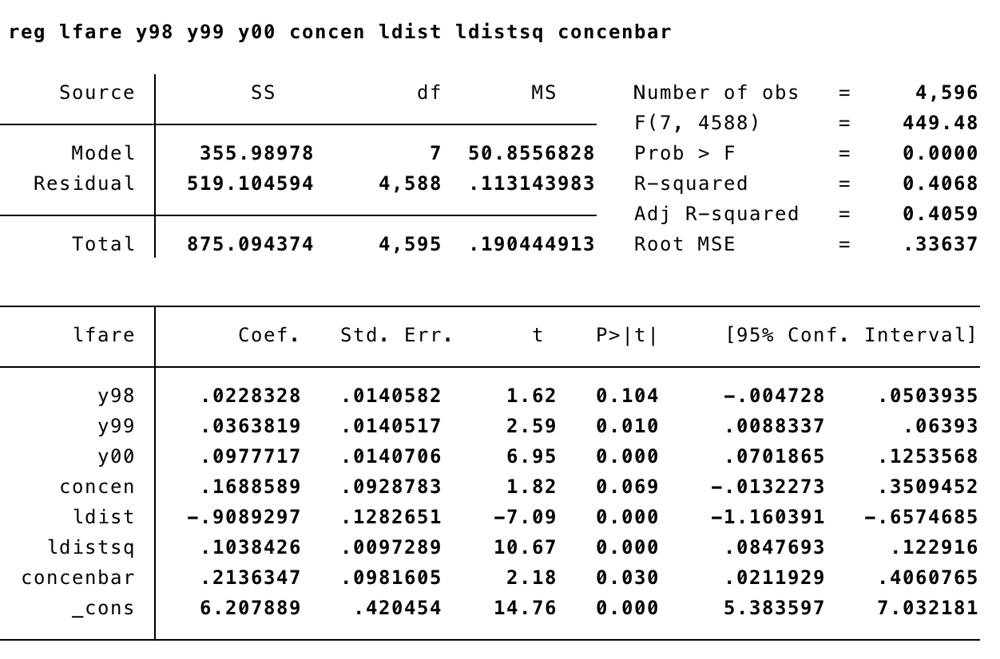 reg lfare y98 y99 y00 concen ldist ldistsq concenbar
Source SS df MS Number of obs = 4,596
F(7, 4588) = 449.48
Model 355.98978 7 50.8556828 Prob > F = 0.0000
Residual 519.104594 4,588 .113143983 R-squared = 0.4068
Adj R-squared = 0.4059
Total 875.094374 4,595 .190444913 Root MSE = .33637
lfare Coef. Std. Err. t P>|t| [95% Conf. Interval]
y98 .0228328 .0140582 1.62 0.104 -.004728 .0503935
y99 .0363819 .0140517 2.59 0.010 .0088337 .06393
y00 .0977717 .0140706 6.95 0.000 .0701865 .1253568
concen .1688589 .0928783 1.82 0.069 -.0132273 .3509452
ldist -.9089297 .1282651 -7.09 0.000 -1.160391 -.6574685
ldistsq .1038426 .0097289 10.67 0.000 .0847693 .122916
concenbar .2136347 .0981605 2.18 0.030 .0211929 .4060765
_cons 6.207889 .420454 14.76 0.000 5.383597 7.032181